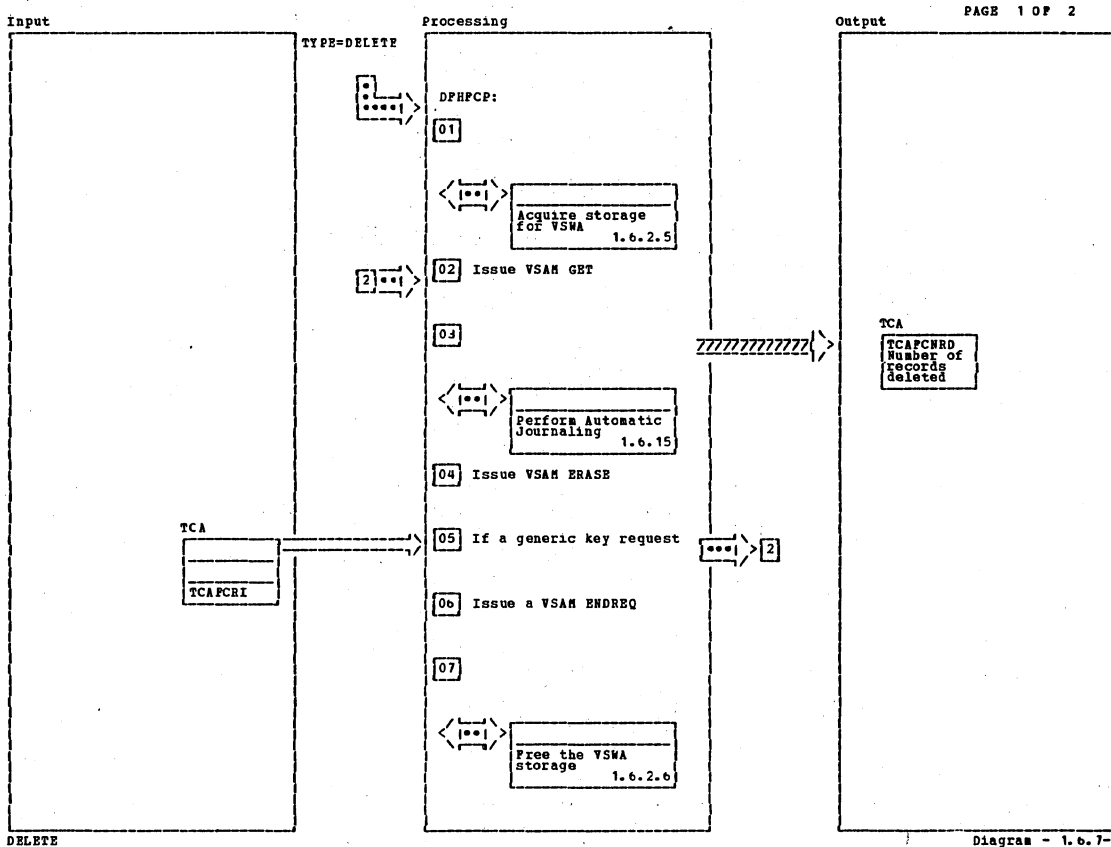 PAGE 1 OF 2
Input
Processing
Output
TYPE=DELETE
DFHFCP:
01
Acquire storage
for VSWA
1.6.2.5
2
02 Issue VSAM GET
03
TCA
TCAFCNRD
Number of
records
deleted
Perform Automatic
Journaling
1.6.15
04 Issue VSAM ERASE
TCA
TCAFCRI
05 If a generic key request
2
06 Issue a VSAM ENDREQ
07
Free the VSWA
storage
1.6.2.6
DELETE
Diagram - 1.6.7-